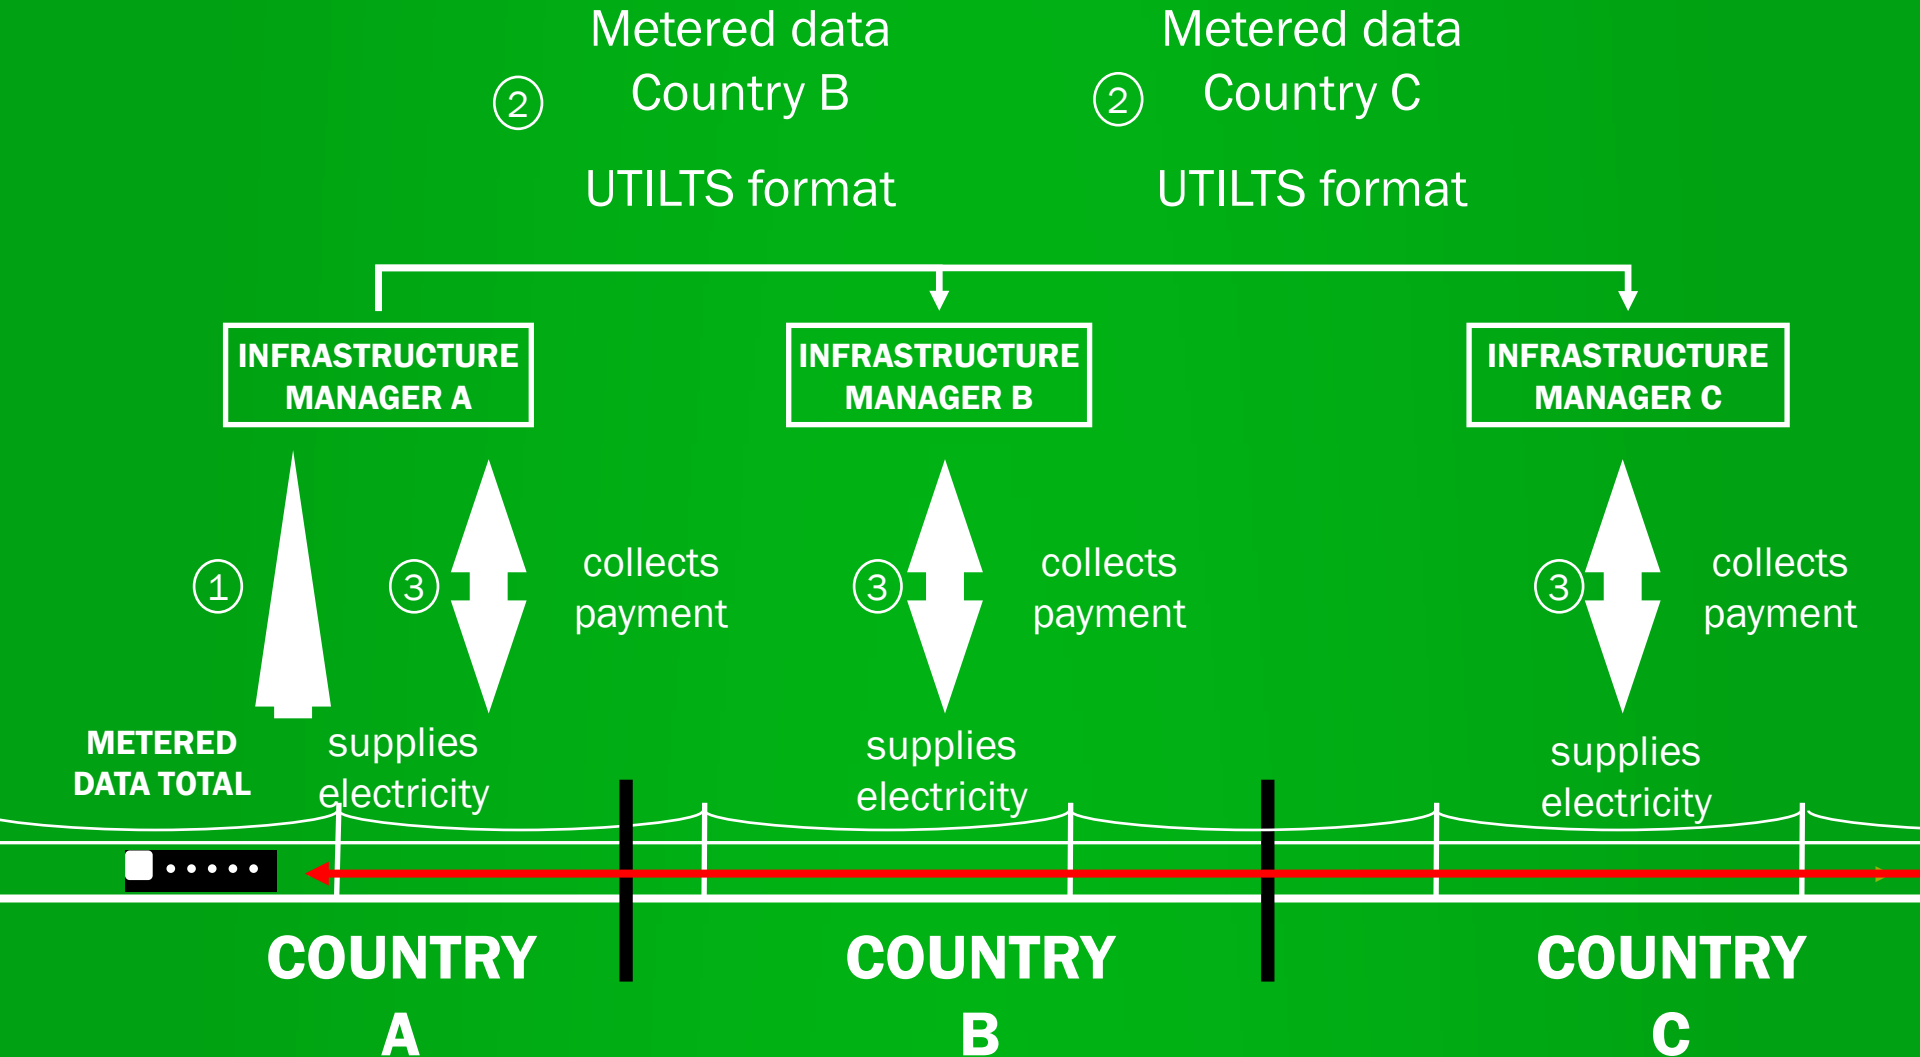 Metered data
Country B
②
UTILTS format
Metered data
Country C
②
UTILTS format
INFRASTRUCTURE
MANAGER A
INFRASTRUCTURE
MANAGER B
INFRASTRUCTURE
MANAGER C
①
③
collects
payment
③
collects
payment
③
collects
payment
METERED
DATA TOTAL
supplies
electricity
supplies
electricity
supplies
electricity
COUNTRY
A
COUNTRY
B
COUNTRY
C